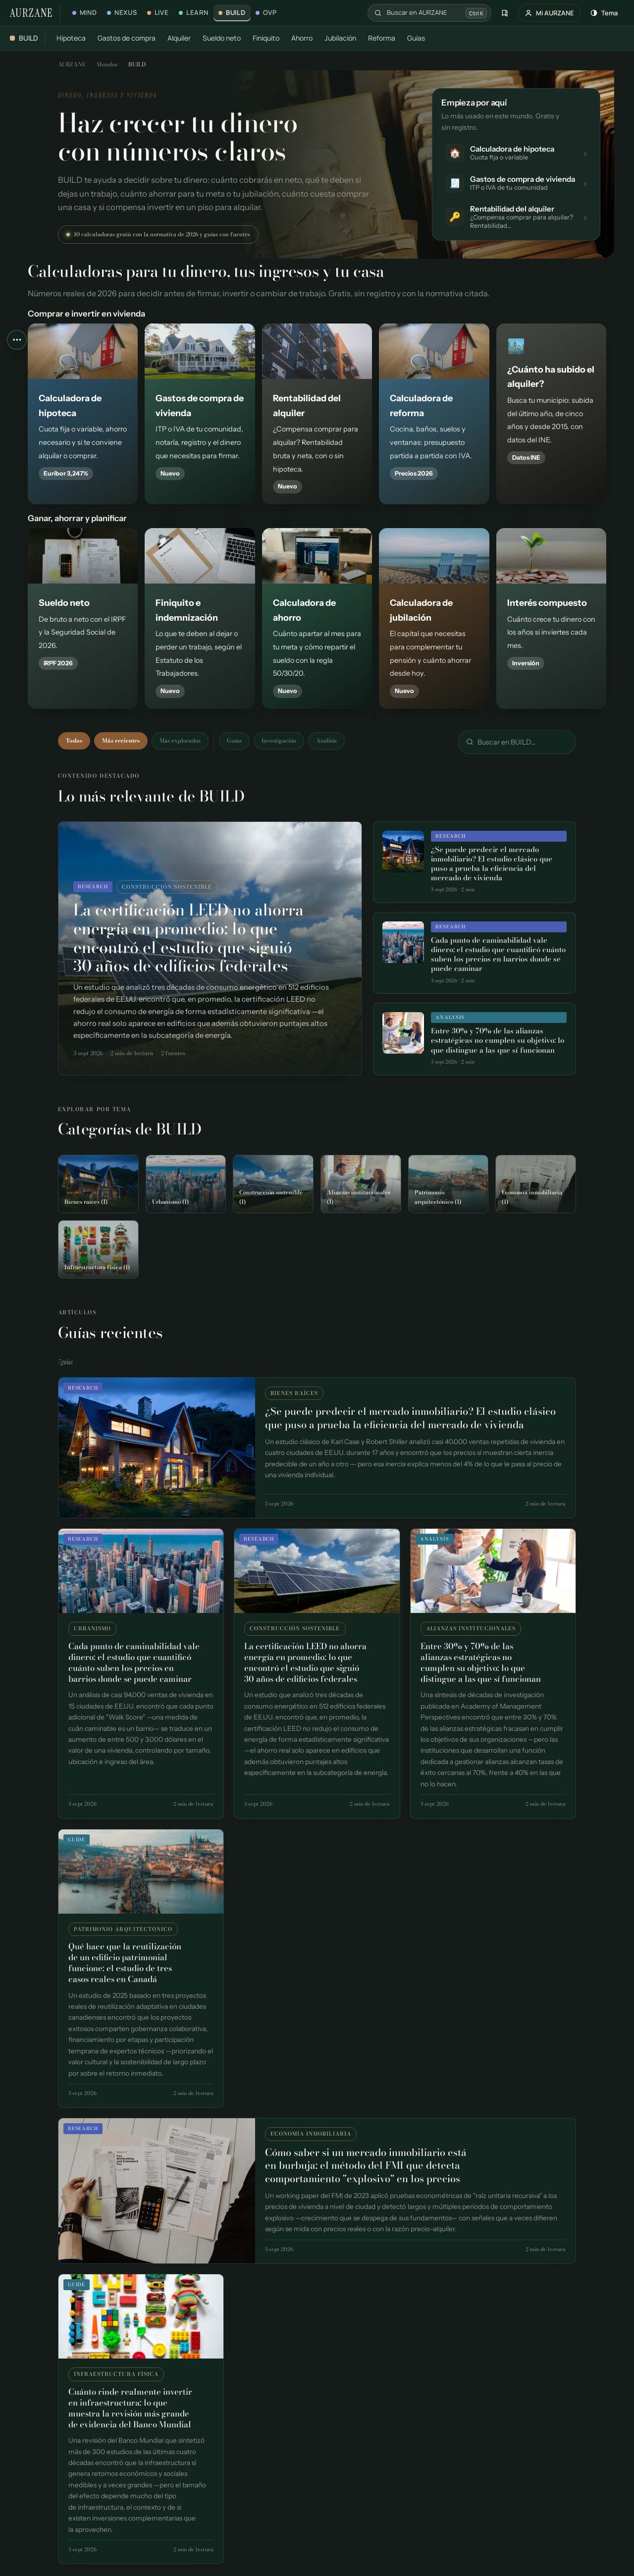 AURZANE
MIND NEXUS LIVE LEARN BUILD OVP
Buscar en AURZANE Ctrl K
Mi AURZANE
Tema
BUILD
Hipoteca Gastos de compra Alquiler Sueldo neto Finiquito Ahorro Jubilación Reforma Guías
AURZANE Mundos BUILD
DINERO, INGRESOS Y VIVIENDA
Haz crecer tu dinero
con números claros
BUILD te ayuda a decidir sobre tu dinero: cuánto cobrarás en neto, qué te deben si
dejas un trabajo, cuánto ahorrar para tu meta o tu jubilación, cuánto cuesta comprar
una casa y si compensa invertir en un piso para alquilar.
10 calculadoras gratis con la normativa de 2026 y guías con fuentes
Empieza por aquí
Lo más usado en este mundo. Gratis y
sin registro.
Calculadora de hipoteca
Cuota fija o variable
Gastos de compra de vivienda
ITP o IVA de tu comunidad
Rentabilidad del alquiler
¿Compensa comprar para alquilar?
Rentabilidad...
Calculadoras para tu dinero, tus ingresos y tu casa
Números reales de 2026 para decidir antes de firmar, invertir o cambiar de trabajo. Gratis, sin registro y con la normativa citada.
Comprar e invertir en vivienda
Calculadora de
hipoteca
Cuota fija o variable, ahorro
necesario y si te conviene
alquilar o comprar.
Euríbor 3,247%
Gastos de compra de
vivienda
ITP o IVA de tu comunidad,
notaría, registro y el dinero
que necesitas para firmar.
Nuevo
Rentabilidad del
alquiler
¿Compensa comprar para
alquilar? Rentabilidad
bruta y neta, con o sin
hipoteca.
Nuevo
Calculadora de
reforma
Cocina, baños, suelos y
ventanas: presupuesto
partida a partida con IVA.
Precios 2026
¿Cuánto ha subido el
alquiler?
Busca tu municipio: subida
del último año, de cinco
años y desde 2015, con
datos del INE.
Datos INE
Ganar, ahorrar y planificar
Sueldo neto
De bruto a neto con el IRPF
y la Seguridad Social de
2026.
IRPF 2026
Finiquito e
indemnización
Lo que te deben al dejar o
perder un trabajo, según el
Estatuto de los
Trabajadores.
Nuevo
Calculadora de
ahorro
Cuánto apartar al mes para
tu meta y cómo repartir el
sueldo con la regla
50/30/20.
Nuevo
Calculadora de
jubilación
El capital que necesitas
para complementar tu
pensión y cuánto ahorrar
desde hoy.
Nuevo
Interés compuesto
Cuánto crece tu dinero con
los años si inviertes cada
mes.
Inversión
Todos Más recientes Más explorados Guías Investigación Análisis
Buscar en BUILD...
CONTENIDO DESTACADO
Lo más relevante de BUILD
RESEARCH CONSTRUCCIÓN SOSTENIBLE
La certificación LEED no ahorra
energía en promedio: lo que
encontró el estudio que siguió
30 años de edificios federales
Un estudio que analizó tres décadas de consumo energético en 512 edificios
federales de EE.UU. encontró que, en promedio, la certificación LEED no
redujo el consumo de energía de forma estadísticamente significativa —el
ahorro real solo aparece en edificios que además obtuvieron puntajes altos
específicamente en la subcategoría de energía.
3 sept 2026 · 2 min de lectura 2 fuentes
RESEARCH
¿Se puede predecir el mercado
inmobiliario? El estudio clásico que
puso a prueba la eficiencia del
mercado de vivienda
3 sept 2026 · 2 min
RESEARCH
Cada punto de caminabilidad vale
dinero: el estudio que cuantificó cuánto
suben los precios en barrios donde se
puede caminar
3 sept 2026 · 2 min
ANALYSIS
Entre 30% y 70% de las alianzas
estratégicas no cumplen su objetivo: lo
que distingue a las que sí funcionan
3 sept 2026 · 2 min
EXPLORAR POR TEMA
Categorías de BUILD
Bienes raíces (1)
Urbanismo (1)
Construcción sostenible
(1)
Alianzas institucionales
(1)
Patrimonio
arquitectónico (1)
Economía inmobiliaria
(1)
Infraestructura física (1)
ARTÍCULOS
Guías recientes
7 guías
RESEARCH
BIENES RAÍCES
¿Se puede predecir el mercado inmobiliario? El estudio clásico
que puso a prueba la eficiencia del mercado de vivienda
Un estudio clásico de Karl Case y Robert Shiller analizó casi 40.000 ventas repetidas de vivienda en
cuatro ciudades de EE.UU. durante 17 años y encontró que los precios sí muestran cierta inercia
predecible de un año a otro — pero esa inercia explica menos del 4% de lo que le pasa al precio de
una vivienda individual.
3 sept 2026 2 min de lectura
RESEARCH
URBANISMO
Cada punto de caminabilidad vale
dinero: el estudio que cuantificó
cuánto suben los precios en
barrios donde se puede caminar
Un análisis de casi 94.000 ventas de vivienda en
15 ciudades de EE.UU. encontró que cada punto
adicional de "Walk Score" —una medida de
cuán caminable es un barrio— se traduce en un
aumento de entre 500 y 3.000 dólares en el
valor de una vivienda, controlando por tamaño,
ubicación e ingreso del área.
3 sept 2026 2 min de lectura
RESEARCH
CONSTRUCCIÓN SOSTENIBLE
La certificación LEED no ahorra
energía en promedio: lo que
encontró el estudio que siguió
30 años de edificios federales
Un estudio que analizó tres décadas de
consumo energético en 512 edificios federales
de EE.UU. encontró que, en promedio, la
certificación LEED no redujo el consumo de
energía de forma estadísticamente significativa
—el ahorro real solo aparece en edificios que
además obtuvieron puntajes altos
específicamente en la subcategoría de energía.
3 sept 2026 2 min de lectura
ANALYSIS
ALIANZAS INSTITUCIONALES
Entre 30% y 70% de las
alianzas estratégicas no
cumplen su objetivo: lo que
distingue a las que sí funcionan
Una síntesis de décadas de investigación
publicada en Academy of Management
Perspectives encontró que entre 30% y 70%
de las alianzas estratégicas fracasan en cumplir
los objetivos de sus organizaciones —pero las
instituciones que desarrollan una función
dedicada a gestionar alianzas alcanzan tasas de
éxito cercanas al 70%, frente a 40% en las que
no lo hacen.
3 sept 2026 2 min de lectura
GUIDE
PATRIMONIO ARQUITECTÓNICO
Qué hace que la reutilización
de un edificio patrimonial
funcione: el estudio de tres
casos reales en Canadá
Un estudio de 2025 basado en tres proyectos
reales de reutilización adaptativa en ciudades
canadienses encontró que los proyectos
exitosos comparten gobernanza colaborativa,
financiamiento por etapas y participación
temprana de expertos técnicos —priorizando el
valor cultural y la sostenibilidad de largo plazo
por sobre el retorno inmediato.
3 sept 2026 2 min de lectura
RESEARCH
ECONOMÍA INMOBILIARIA
Cómo saber si un mercado inmobiliario está
en burbuja: el método del FMI que detecta
comportamiento "explosivo" en los precios
Un working paper del FMI de 2023 aplicó pruebas econométricas de "raíz unitaria recursiva" a los
precios de vivienda a nivel de ciudad y detectó largos y múltiples periodos de comportamiento
explosivo —crecimiento que se despega de sus fundamentos— con señales que a veces difieren
según se mida con precios reales o con la razón precio-alquiler.
3 sept 2026 2 min de lectura
GUIDE
INFRAESTRUCTURA FÍSICA
Cuánto rinde realmente invertir
en infraestructura: lo que
muestra la revisión más grande
de evidencia del Banco Mundial
Una revisión del Banco Mundial que sintetizó
más de 300 estudios de las últimas cuatro
décadas encontró que la infraestructura sí
genera retornos económicos y sociales
medibles y a veces grandes —pero el tamaño
del efecto depende mucho del tipo
de infraestructura, el contexto y de si
existen inversiones complementarias que
la aprovechen.
3 sept 2026 2 min de lectura